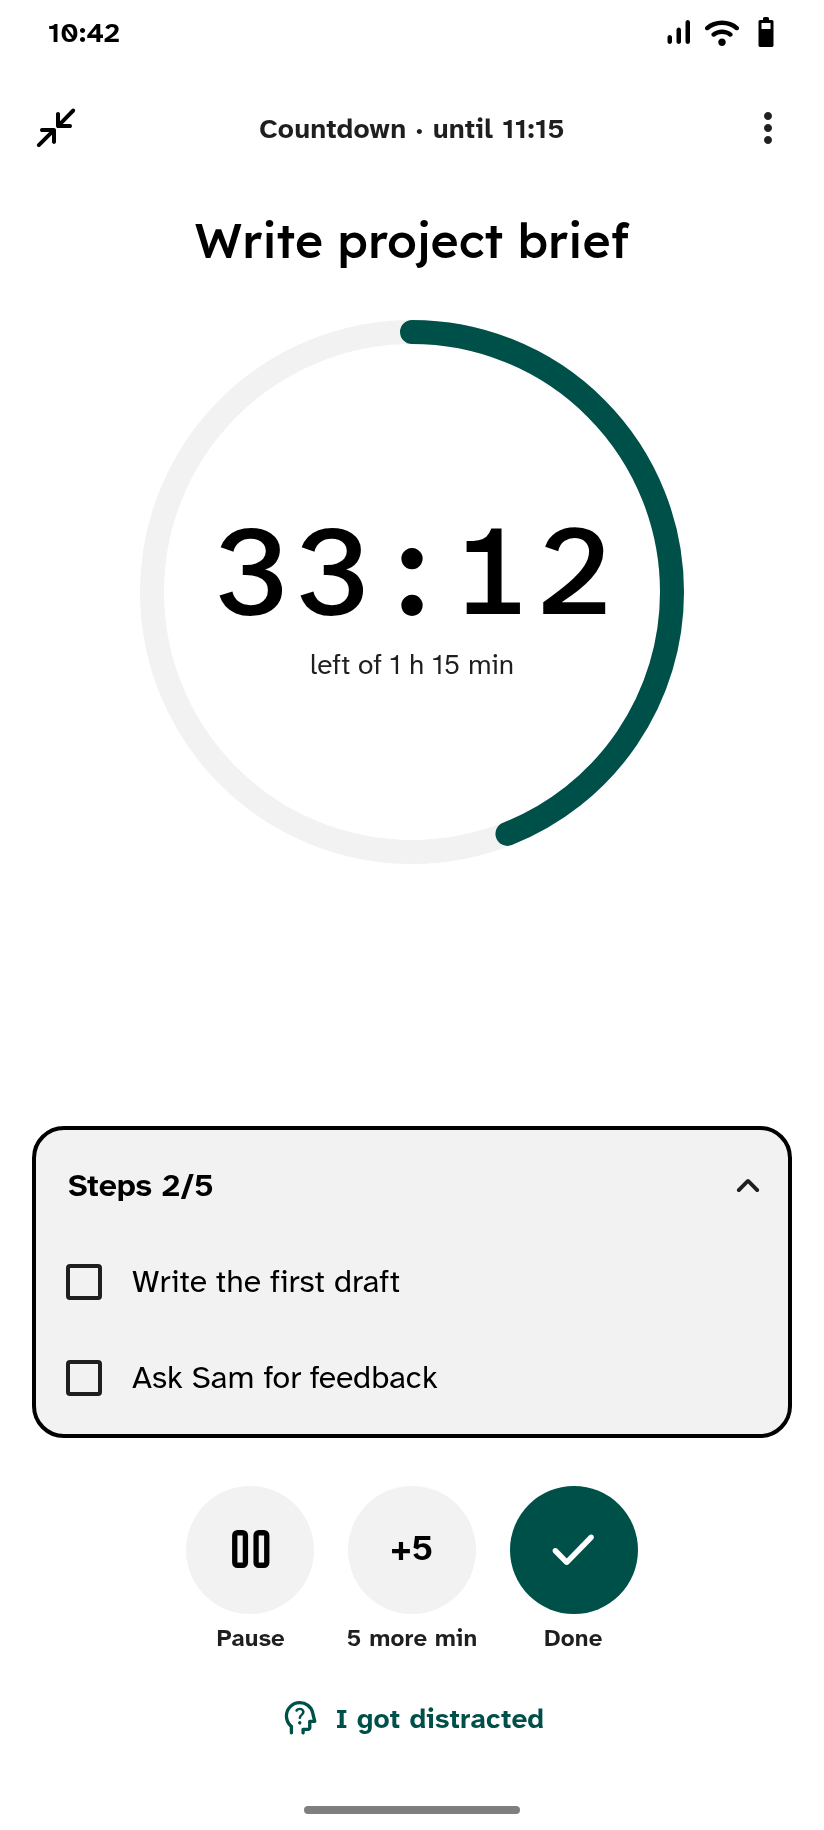 10:42
Countdown · until 11:15
Write project brief
33:12
left of 1 h 15 min
Steps 2/5
Write the first draft
Ask Sam for feedback
+5
Pause
5 more min
Done
I got distracted